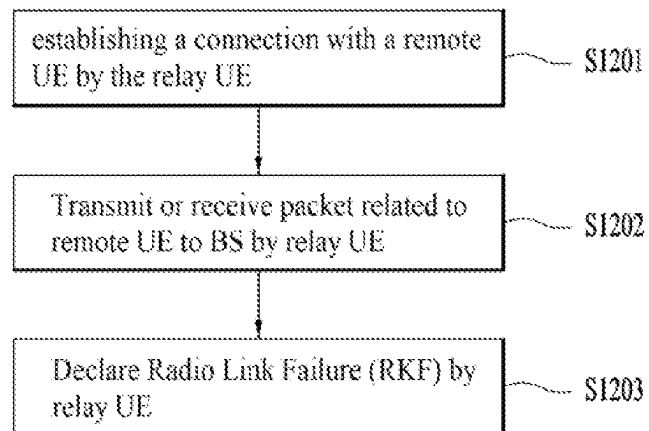 establishing a connection with a remote
UE by the relay UE
S1201
Transmit or receive packet related to
remote UE to BS by relay UE
S1202
Declare Radio Link Failure (RKF) by
relay UE
S1203